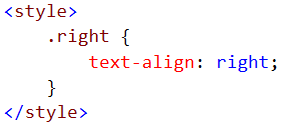 <style>
    .right {
        text-align: right;
    }
</style>